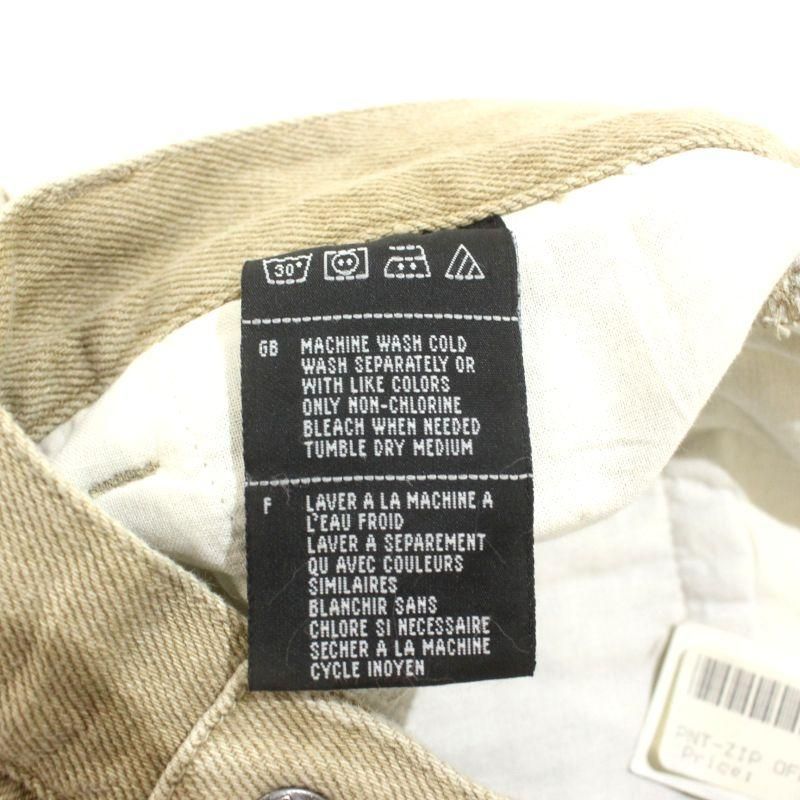 30°
GB MACHINE WASH COLD
WASH SEPARATELY OR
WITH LIKE COLORS
ONLY NON-CHLORINE
BLEACH WHEN NEEDED
TUMBLE DRY MEDIUM
F LAVER A LA MACHINE A
L'EAU FROID
LAVER A SEPAREMENT
QU AVEC COULEURS
SIMILAIRES
BLANCHIR SANS
CHLORE SI NECESSAIRE
SECHER A LA MACHINE
CYCLE INOYEN
PNT-ZIP OF
Price: